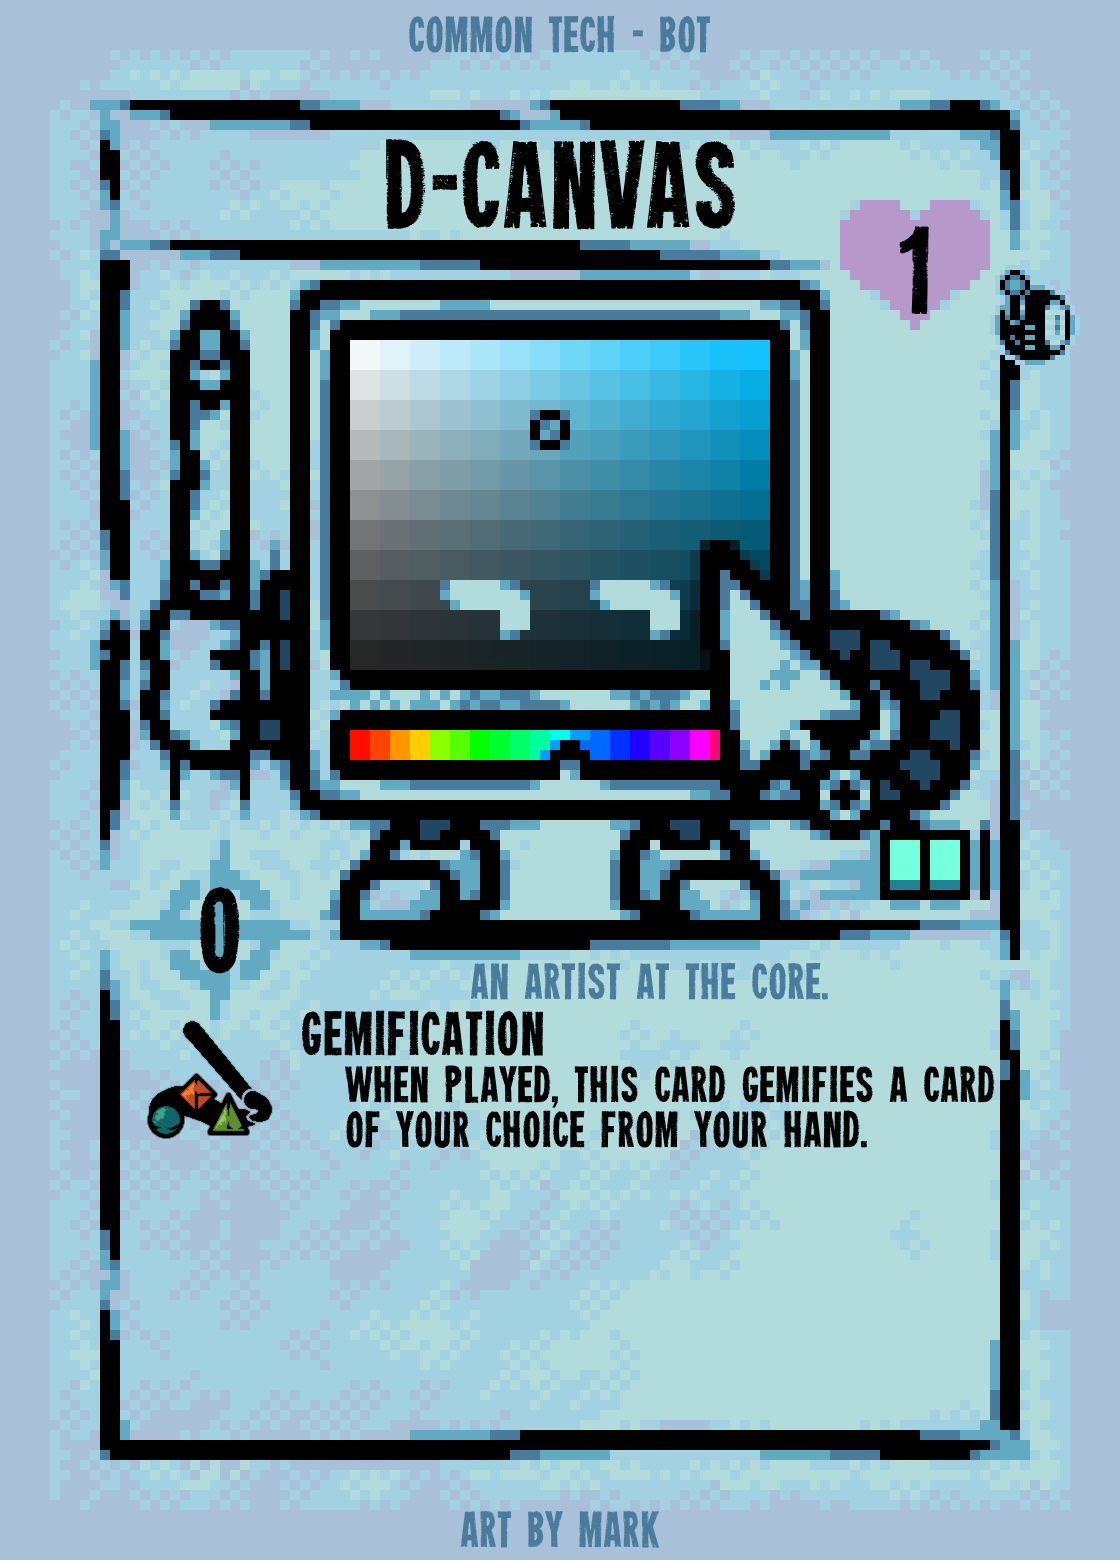 COMMON TECH - BOT
D-CANVAS
1
0
AN ARTIST AT THE CORE.
GEMIFICATION
WHEN PLAYED, THIS CARD GEMIFIES A CARD
OF YOUR CHOICE FROM YOUR HAND.
ART BY MARK